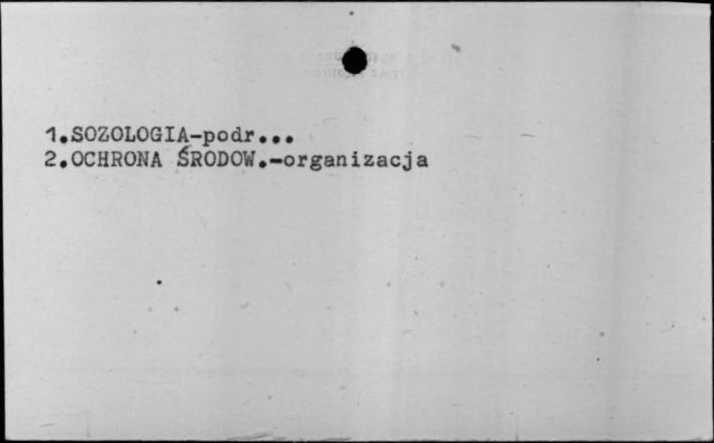 1.SOZOLOGIA-podr...
2.OCHRONA ŚRODOW.-organizacja